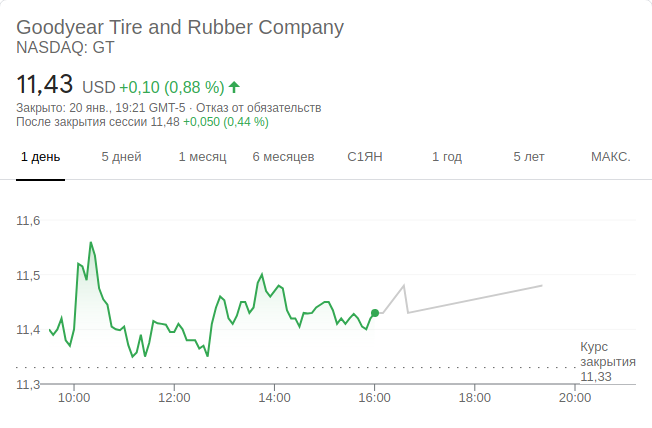 Goodyear Tire and Rubber Company
NASDAQ: GT
11,43 USD +0,10 (0,88 %)
Закрыто: 20 янв., 19:21 GMT-5 · Отказ от обязательств
После закрытия сессии 11,48 +0,050 (0,44 %)
1 день 5 дней 1 месяц 6 месяцев С1ЯН 1 год 5 лет МАКС.
11,6
11,5
11,4
Курс
закрытия
11,33
11,3
10:00 12:00 14:00 16:00 18:00 20:00